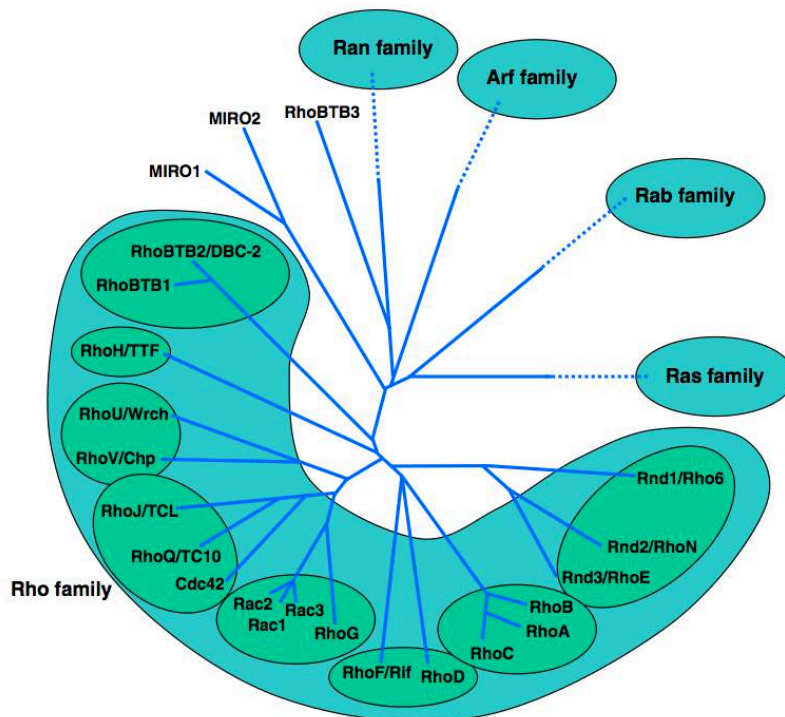 Ran family
Arf family
MIRO2
RhoBTB3
MIRO1
Rab family
RhoBTB2/DBC-2
RhoBTB1
RhoH/TTF
Ras family
RhoU/Wrch
RhoV/Chp
Rnd1/Rho6
RhoJ/TCL
Rnd2/RhoN
RhoQ/TC10
Rnd3/RhoE
Cdc42
Rho family
Rac2
Rac3
Rac1
RhoB
RhoA
RhoG
RhoC
RhoF/Rif
RhoD